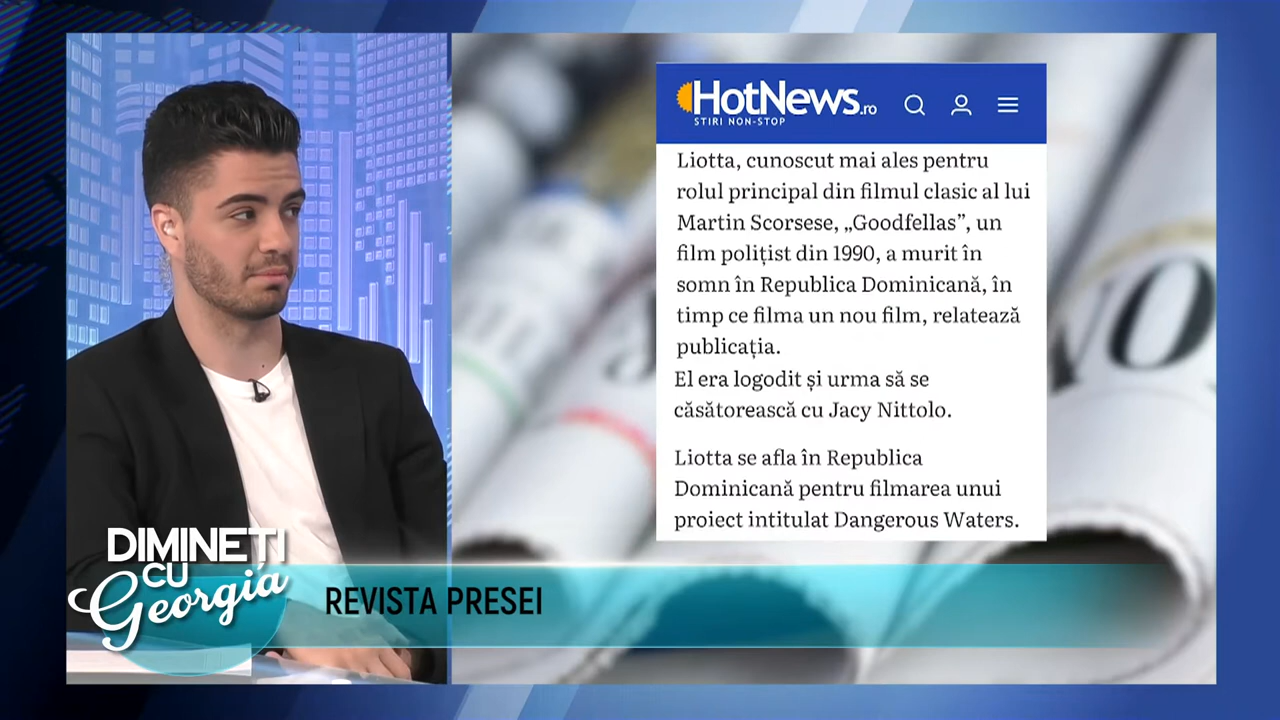 HotNews.ro
STIRI NON-STOP
Liotta, cunoscut mai ales pentru
rolul principal din filmul clasic al lui
Martin Scorsese, „Goodfellas”, un
film polițist din 1990, a murit în
somn în Republica Dominicană, în
timp ce filma un nou film, relatează
publicația.
El era logodit și urma să se
căsătorească cu Jacy Nittolo.
Liotta se afla în Republica
Dominicană pentru filmarea unui
proiect intitulat Dangerous Waters.
DIMINEȚI
CU
Georgia
REVISTA PRESEI